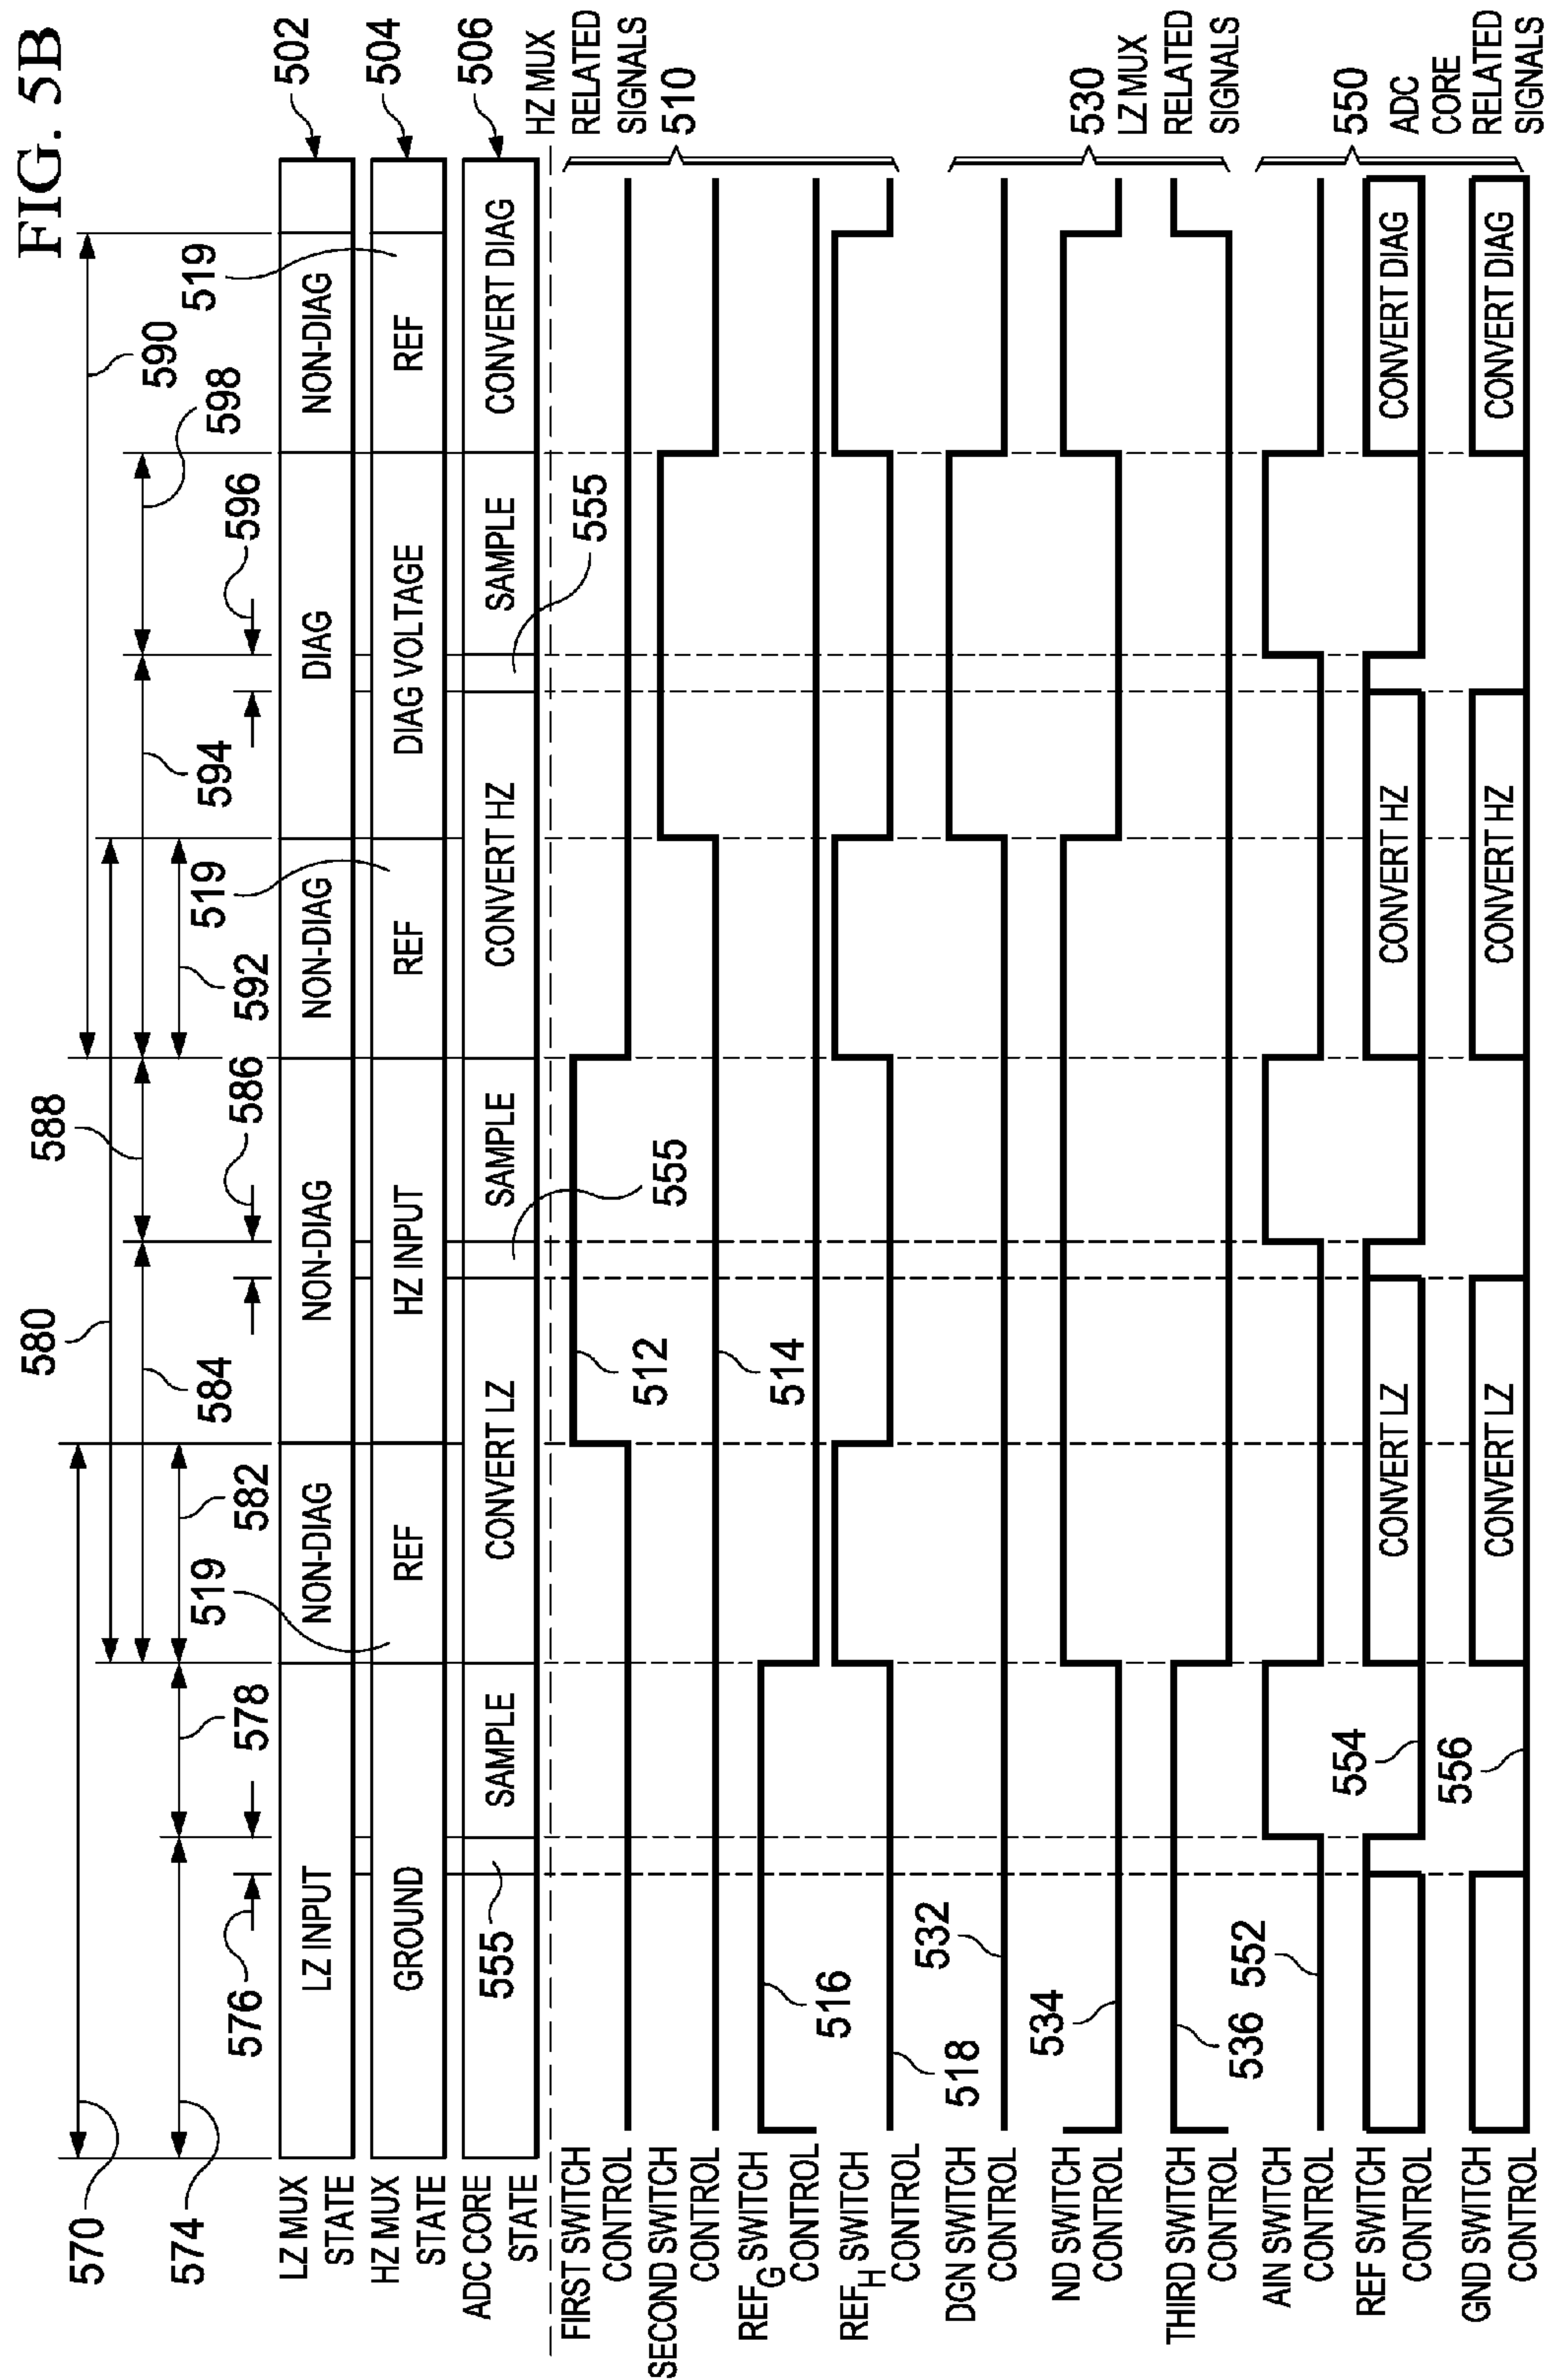 FIG. 5B
570
580
590
588
574
582
584
592
594
598
578
586
596
576
519
519
519
LZ MUX
STATE
LZ INPUT
NON-DIAG
NON-DIAG
NON-DIAG
DIAG
NON-DIAG
502
HZ MUX
STATE
GROUND
REF
HZ INPUT
REF
DIAG VOLTAGE
REF
504
ADC CORE
STATE
SAMPLE
CONVERT LZ
SAMPLE
CONVERT HZ
SAMPLE
CONVERT DIAG
506
555
555
555
FIRST SWITCH
CONTROL
512
SECOND SWITCH
CONTROL
514
REFG SWITCH
CONTROL
516
REFH SWITCH
CONTROL
518
HZ MUX
RELATED
SIGNALS
510
DGN SWITCH
CONTROL
532
ND SWITCH
CONTROL
534
THIRD SWITCH
CONTROL
536
530
LZ MUX
RELATED
SIGNALS
AIN SWITCH
CONTROL
552
REF SWITCH
CONTROL
554
CONVERT LZ
CONVERT HZ
CONVERT DIAG
GND SWITCH
CONTROL
556
CONVERT LZ
CONVERT HZ
CONVERT DIAG
550
ADC
CORE
RELATED
SIGNALS